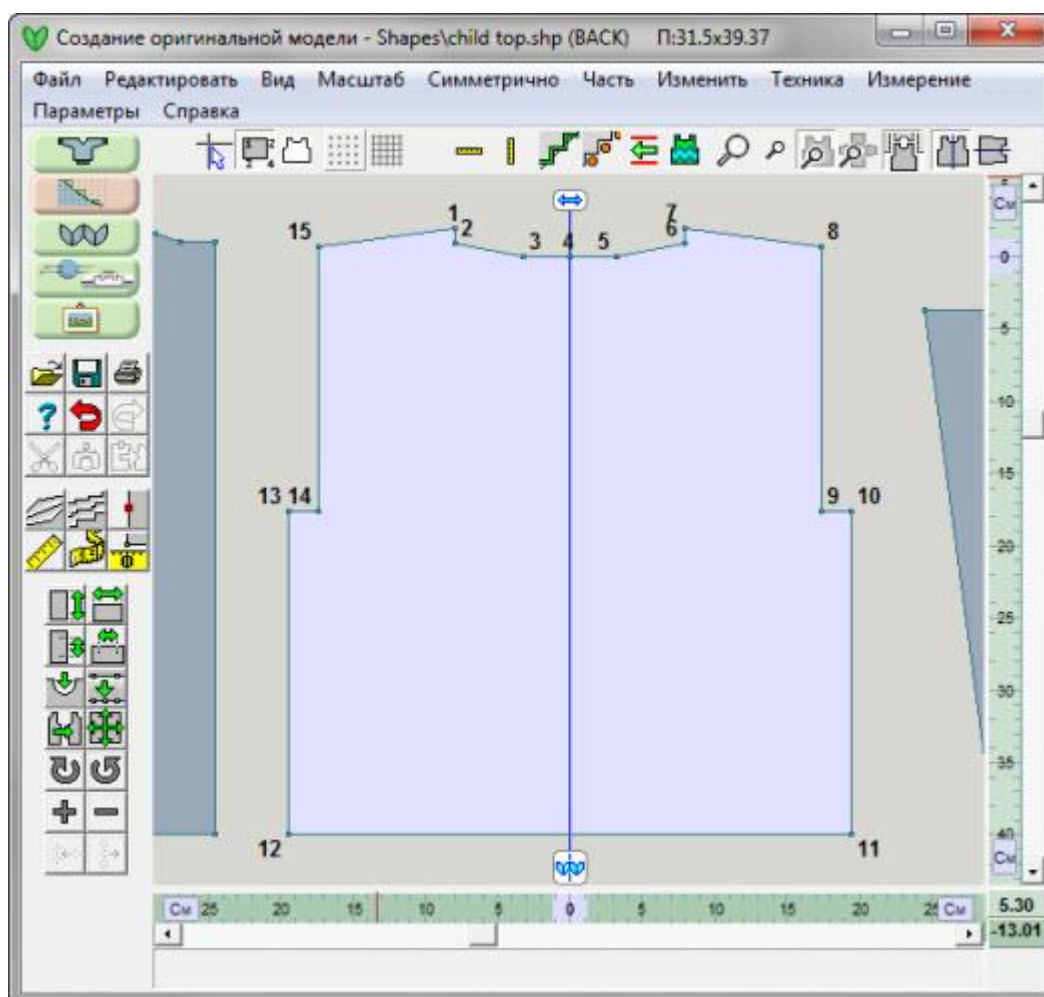 Создание оригинальной модели - Shapes\child top.shp (BACK) П:31.5x39.37
Файл Редактировать Вид Масштаб Симметрично Часть Изменить Техника Измерение
Параметры Справка
1 7
15 2 3 4 5 6 8
См
0
5
10
15
13 14 9 10
20
25
30
35
40
12 11
См
См 25 20 15 10 5 0 5 10 15 20 25 См
5.30
-13.01